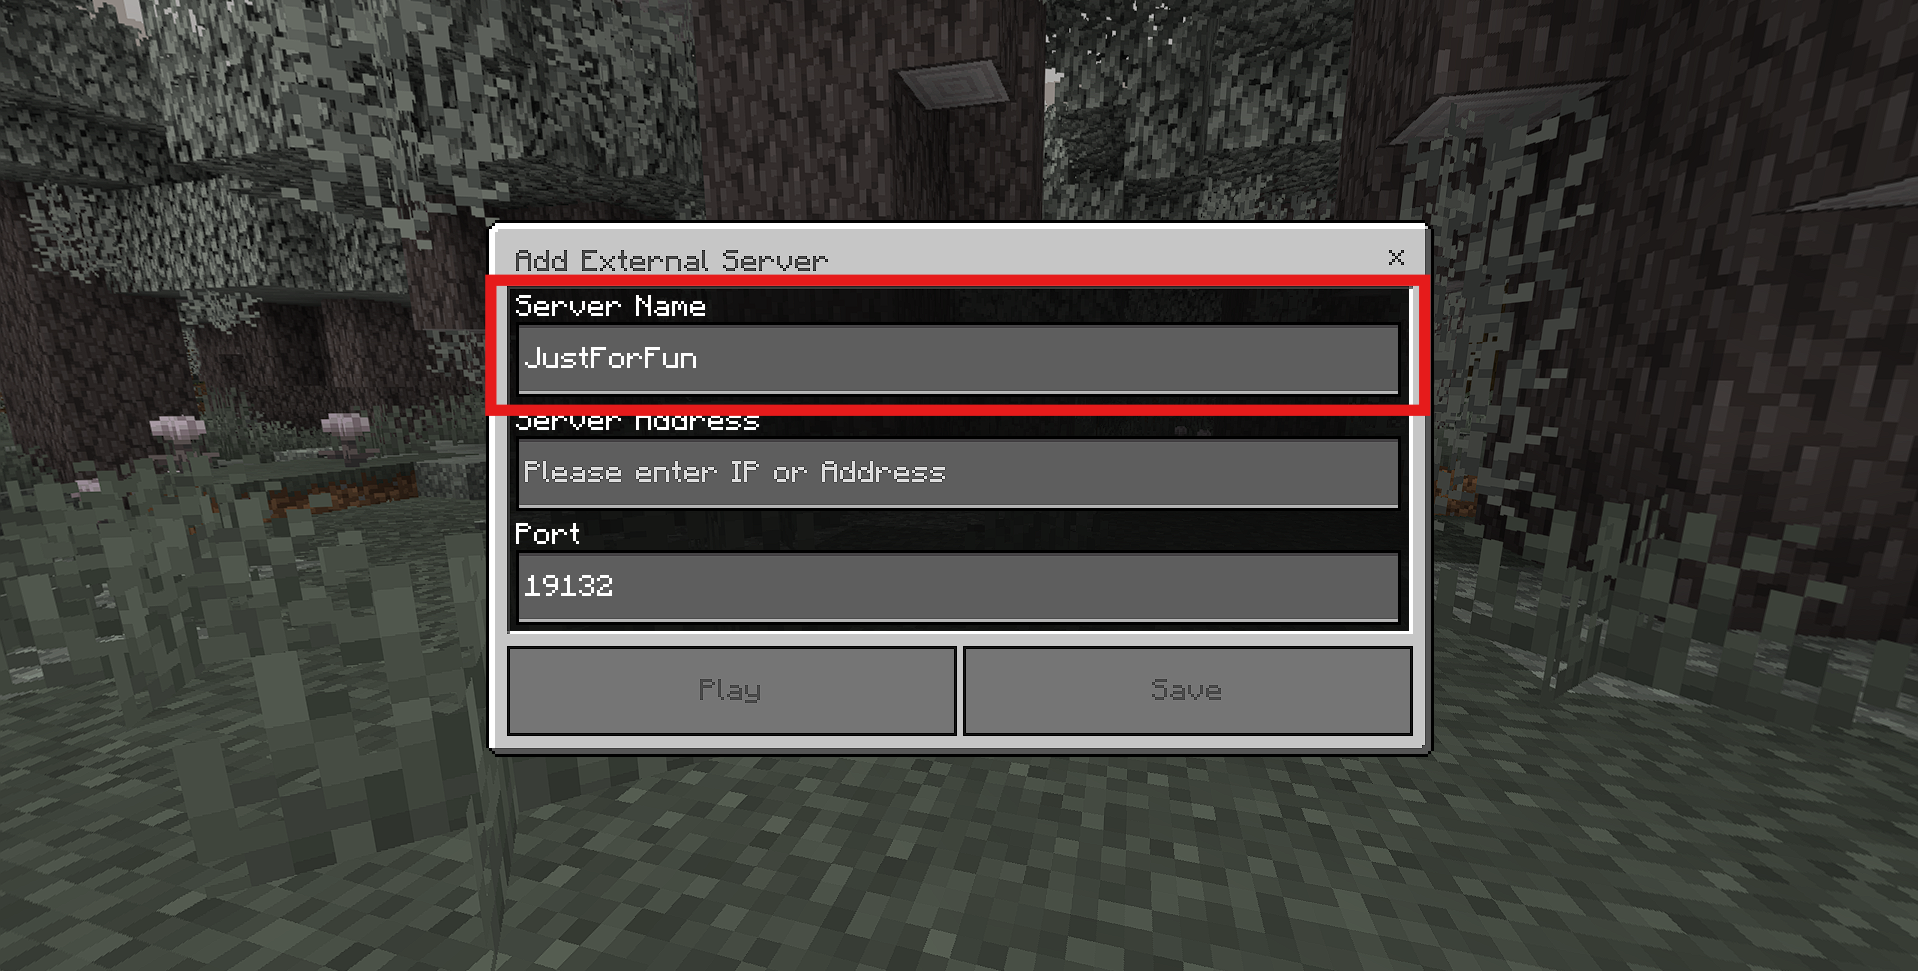 Add External Server
Server Name
JustForFun
Server Address
Please enter IP or Address
Port
19132
Play
Save